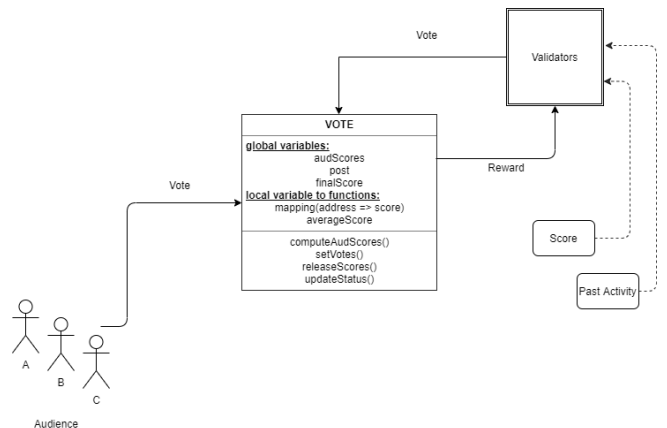 Vote
Validators
VOTE
global variables:
audScores
post
finalScore
local variable to functions:
mapping(address => score)
averageScore
computeAudScores()
setVotes()
releaseScores()
updateStatus()
Vote
Reward
Score
Past Activity
A
B
C
Audience